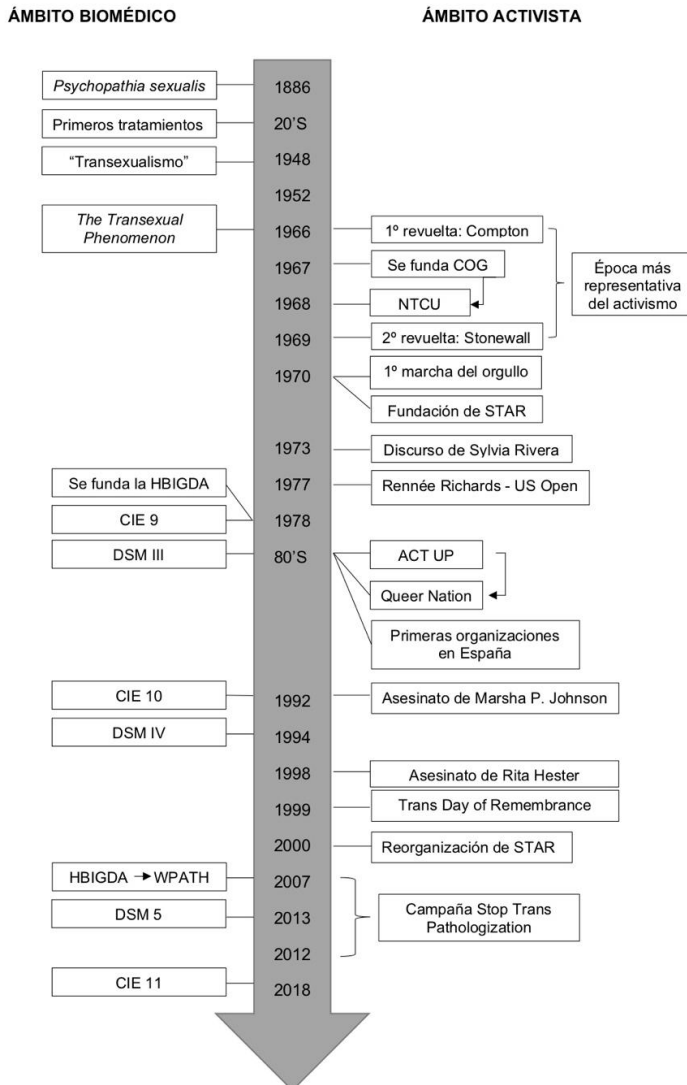 ÁMBITO BIOMÉDICO
ÁMBITO ACTIVISTA
Psychopathia sexualis
1886
Primeros tratamientos
20'S
“Transexualismo”
1948
1952
The Transexual
Phenomenon
1966
1º revuelta: Compton
1967
Se funda COG
1968
NTCU
1969
2º revuelta: Stonewall
Época más
representativa
del activismo
1970
1º marcha del orgullo
Fundación de STAR
1973
Discurso de Sylvia Rivera
Se funda la HBIGDA
1977
Rennée Richards - US Open
CIE 9
1978
DSM III
80'S
ACT UP
Queer Nation
Primeras organizaciones
en España
CIE 10
1992
Asesinato de Marsha P. Johnson
DSM IV
1994
1998
Asesinato de Rita Hester
1999
Trans Day of Remembrance
2000
Reorganización de STAR
HBIGDA → WPATH
2007
DSM 5
2013
Campaña Stop Trans
Pathologization
2012
CIE 11
2018